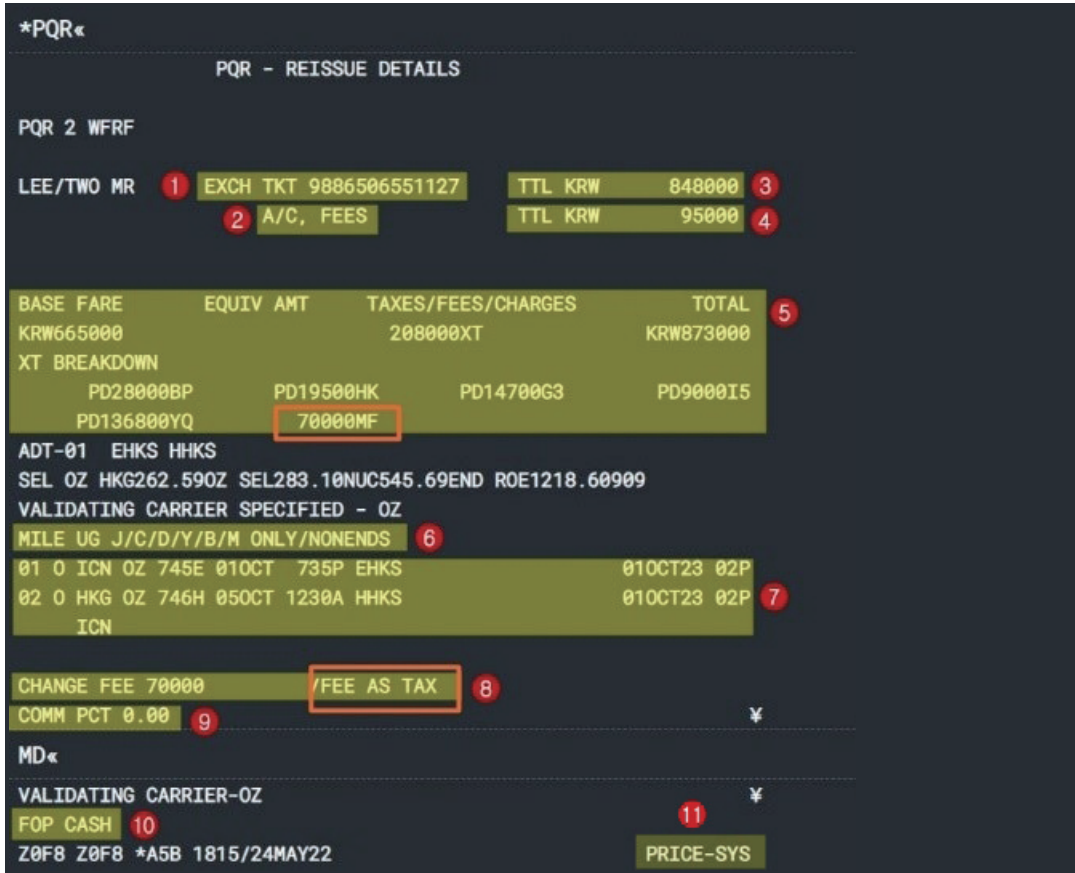 *PQR«
PQR - REISSUE DETAILS
PQR 2 WFRF
LEE/TWO MR 1 EXCH TKT 9886506551127 TTL KRW 848000 3
2 A/C, FEES TTL KRW 95000 4
BASE FARE EQUIV AMT TAXES/FEES/CHARGES TOTAL 5
KRW665000 208000XT KRW873000
XT BREAKDOWN
PD28000BP PD19500HK PD14700G3 PD9000I5
PD136800YQ 70000MF
ADT-01 EHKS HHKS
SEL OZ HKG262.59OZ SEL283.10NUC545.69END ROE1218.60909
VALIDATING CARRIER SPECIFIED - OZ
MILE UG J/C/D/Y/B/M ONLY/NONENDS 6
01 O ICN OZ 745E 01OCT 735P EHKS 01OCT23 02P
02 O HKG OZ 746H 05OCT 1230A HHKS 01OCT23 02P 7
ICN
CHANGE FEE 70000 /FEE AS TAX 8
COMM PCT 0.00 9 ¥
MD«
VALIDATING CARRIER-OZ ¥
FOP CASH 10 11
Z0F8 Z0F8 *A5B 1815/24MAY22 PRICE-SYS